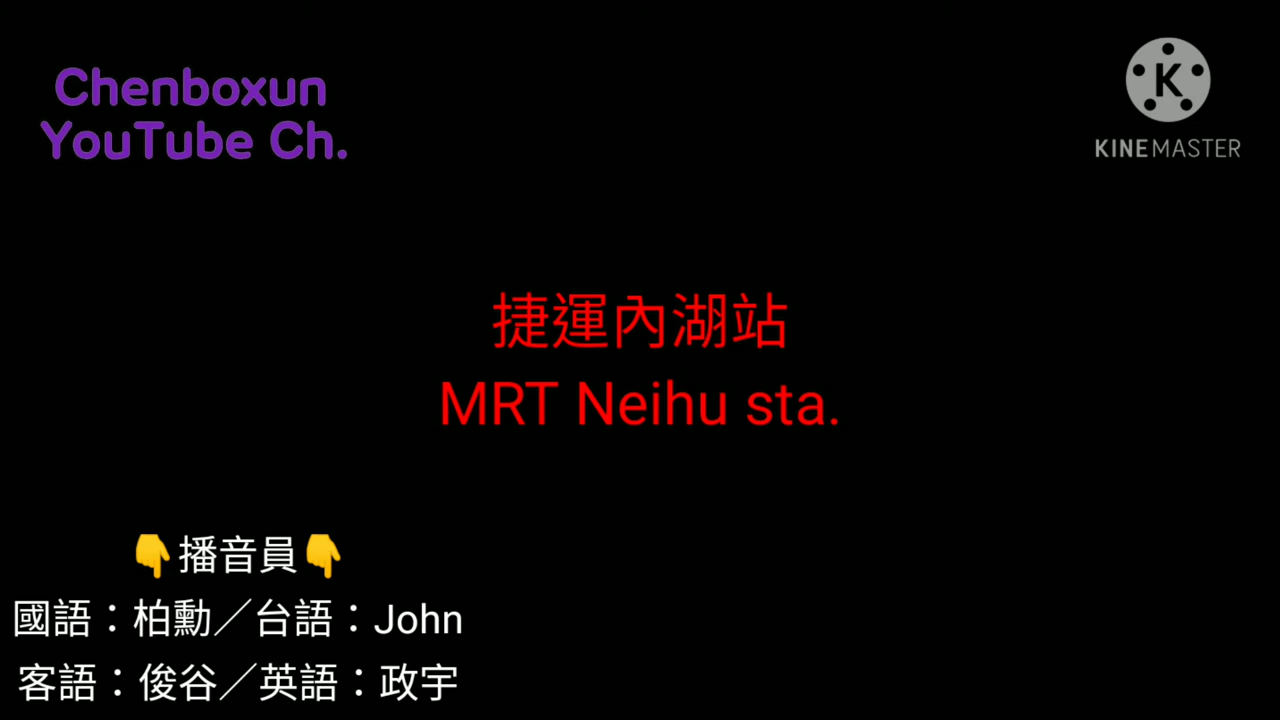 Chenboxun
YouTube Ch.
KINEMASTER
捷運內湖站
MRT Neihu sta.
👇播音員👇
國語：柏勳／台語：John
客語：俊谷／英語：政宇